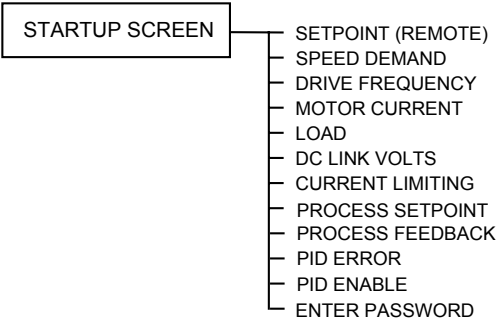 STARTUP SCREEN
SETPOINT (REMOTE)
SPEED DEMAND
DRIVE FREQUENCY
MOTOR CURRENT
LOAD
DC LINK VOLTS
CURRENT LIMITING
PROCESS SETPOINT
PROCESS FEEDBACK
PID ERROR
PID ENABLE
ENTER PASSWORD